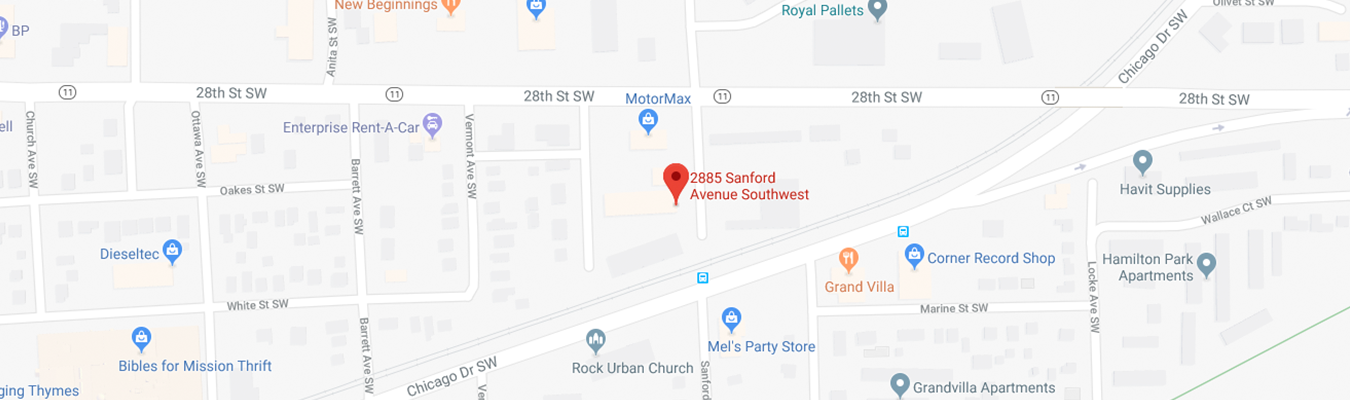 New Beginnings
Royal Pallets
Olivet St SW
BP
Anita St SW
Chicago Dr SW
11
28th St SW
11
28th St SW
11
28th St SW
11
28th St SW
MotorMax
Enterprise Rent-A-Car
Church Ave SW
Ottawa Ave SW
Barrett Ave SW
Vermont Ave SW
2885 Sanford
Avenue Southwest
Oakes St SW
Havit Supplies
Wallace Ct SW
Dieseltec
Corner Record Shop
Hamilton Park
Apartments
Grand Villa
Locke Ave SW
White St SW
Marine St SW
Barrett Ave SW
Mel's Party Store
Bibles for Mission Thrift
Rock Urban Church
Chicago Dr SW
Sanford
Grandvilla Apartments
ging Thymes